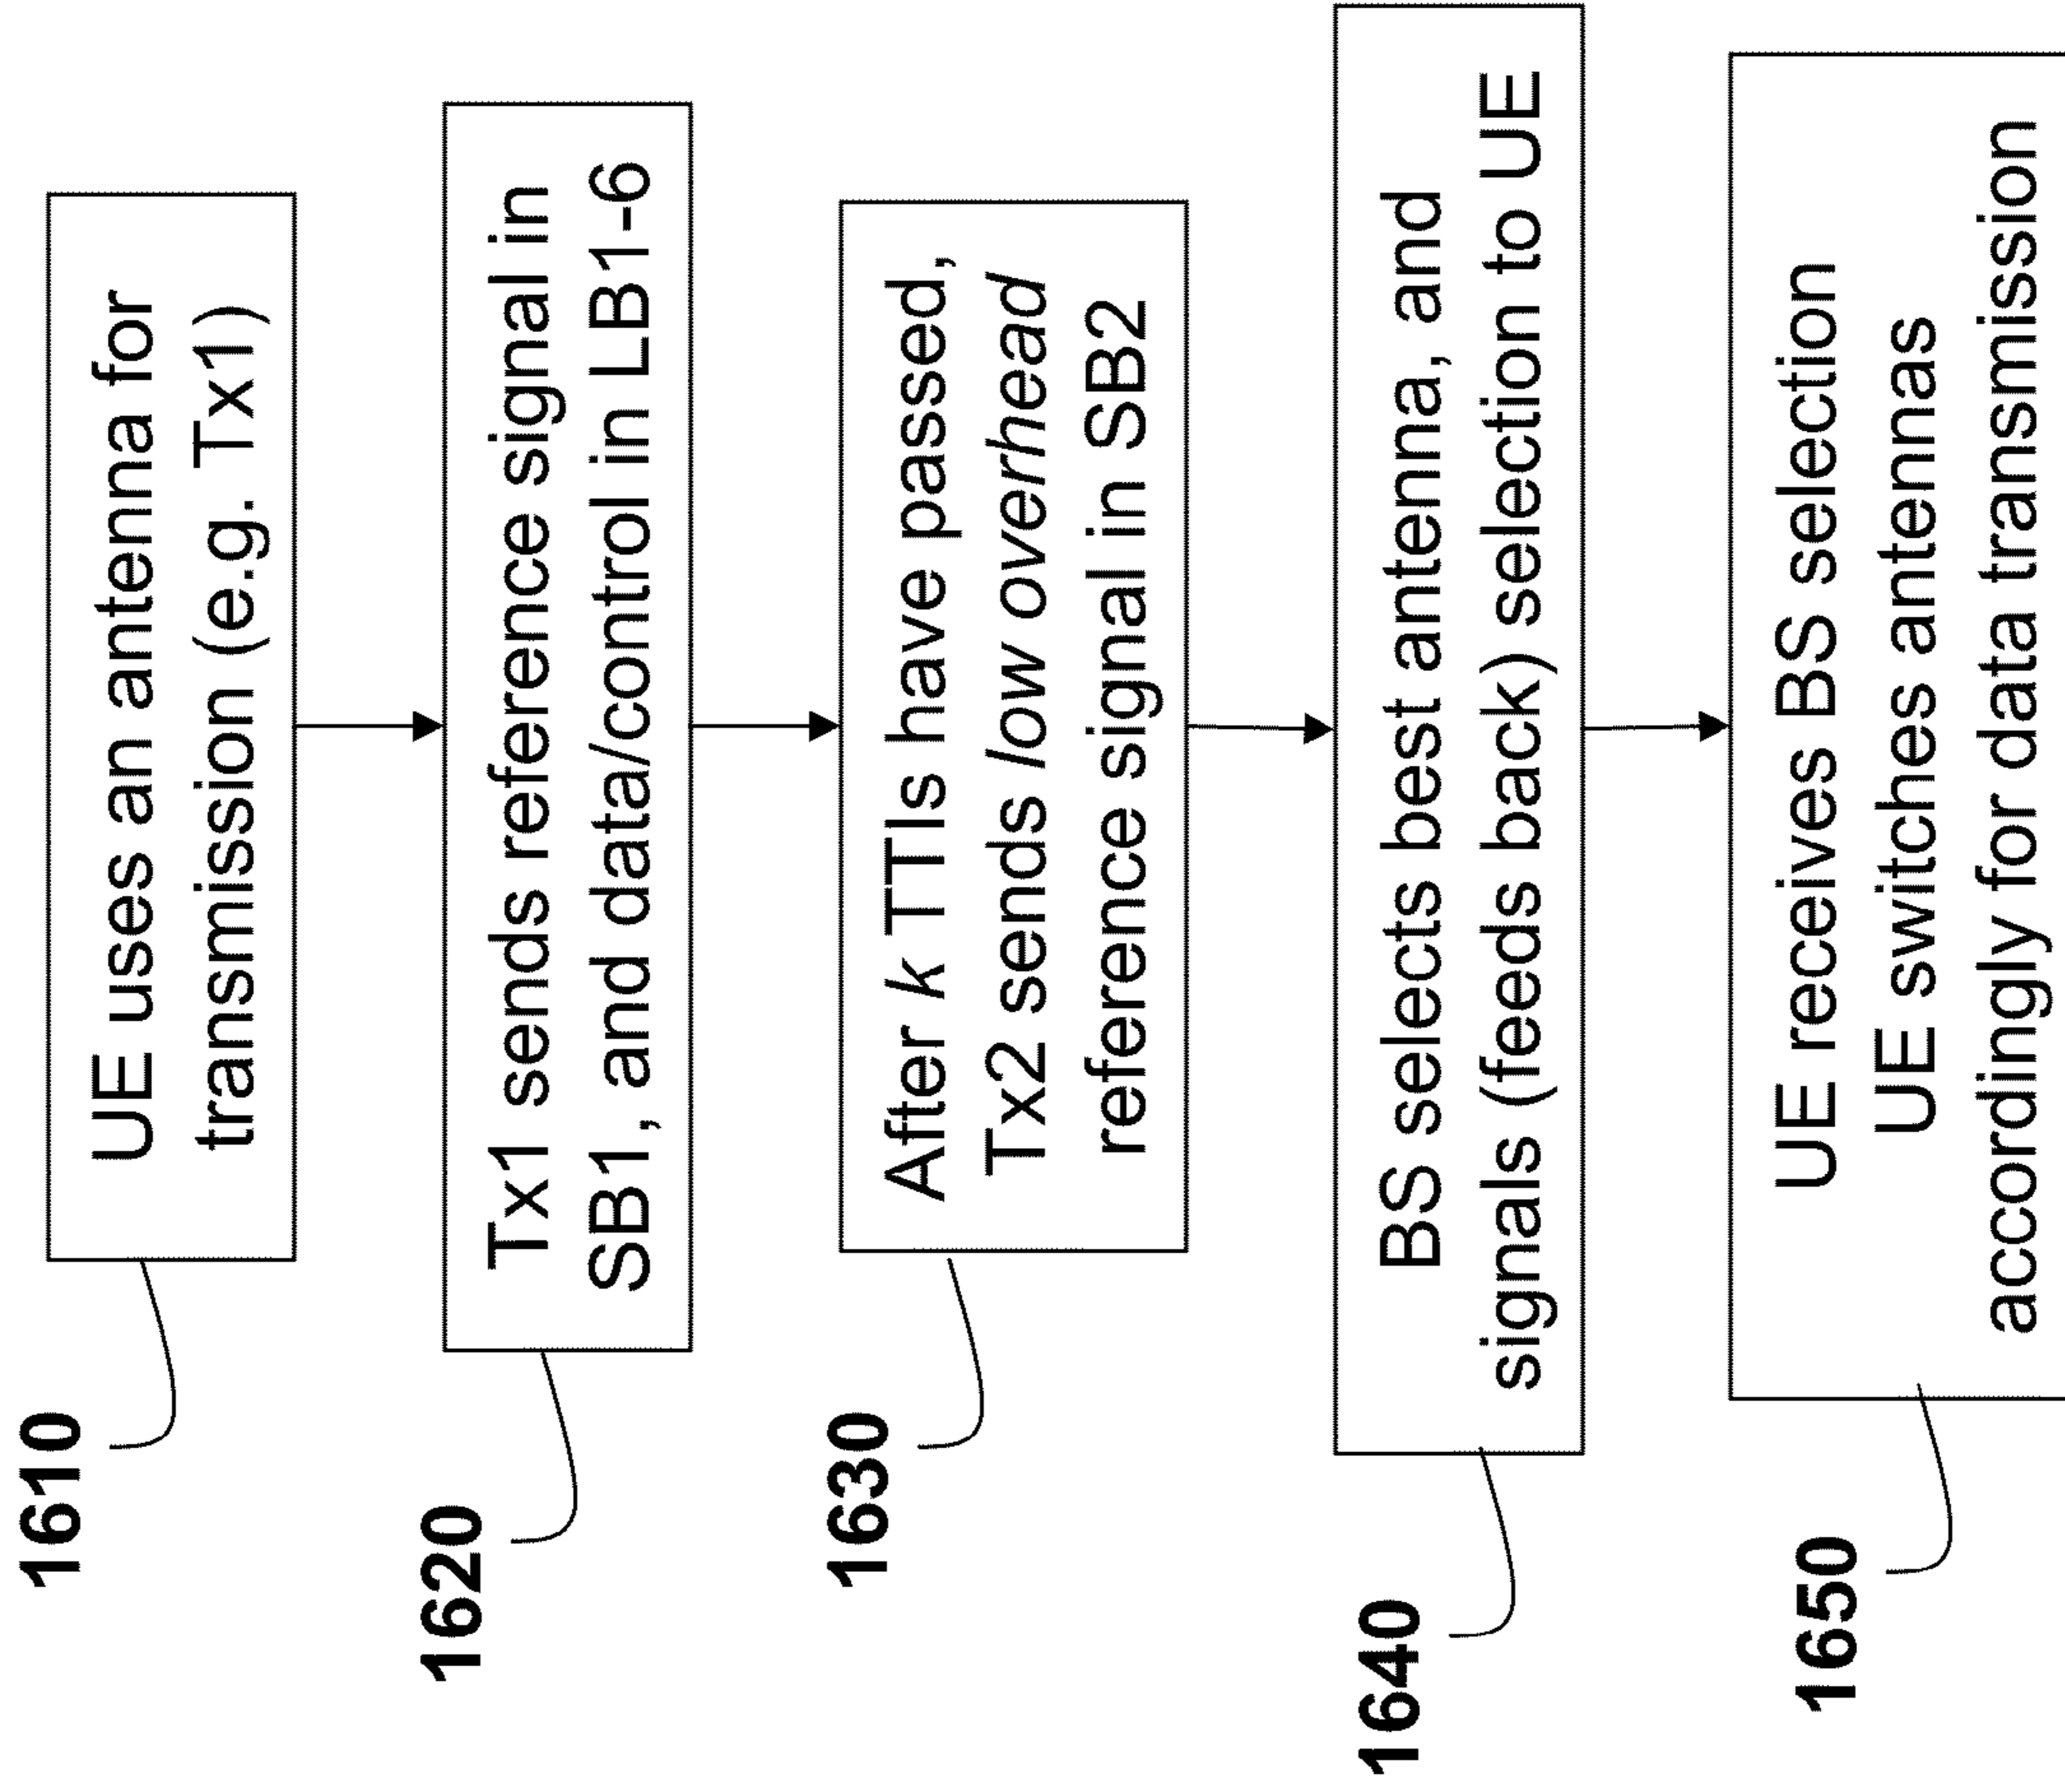 1610
UE uses an antenna for
transmission (e.g. Tx1)
1620
Tx1 sends reference signal in
SB1, and data/control in LB1-6
1630
After k TTIs have passed,
Tx2 sends low overhead
reference signal in SB2
1640
BS selects best antenna, and
signals (feeds back) selection to UE
1650
UE receives BS selection
UE switches antennas
accordingly for data transmission